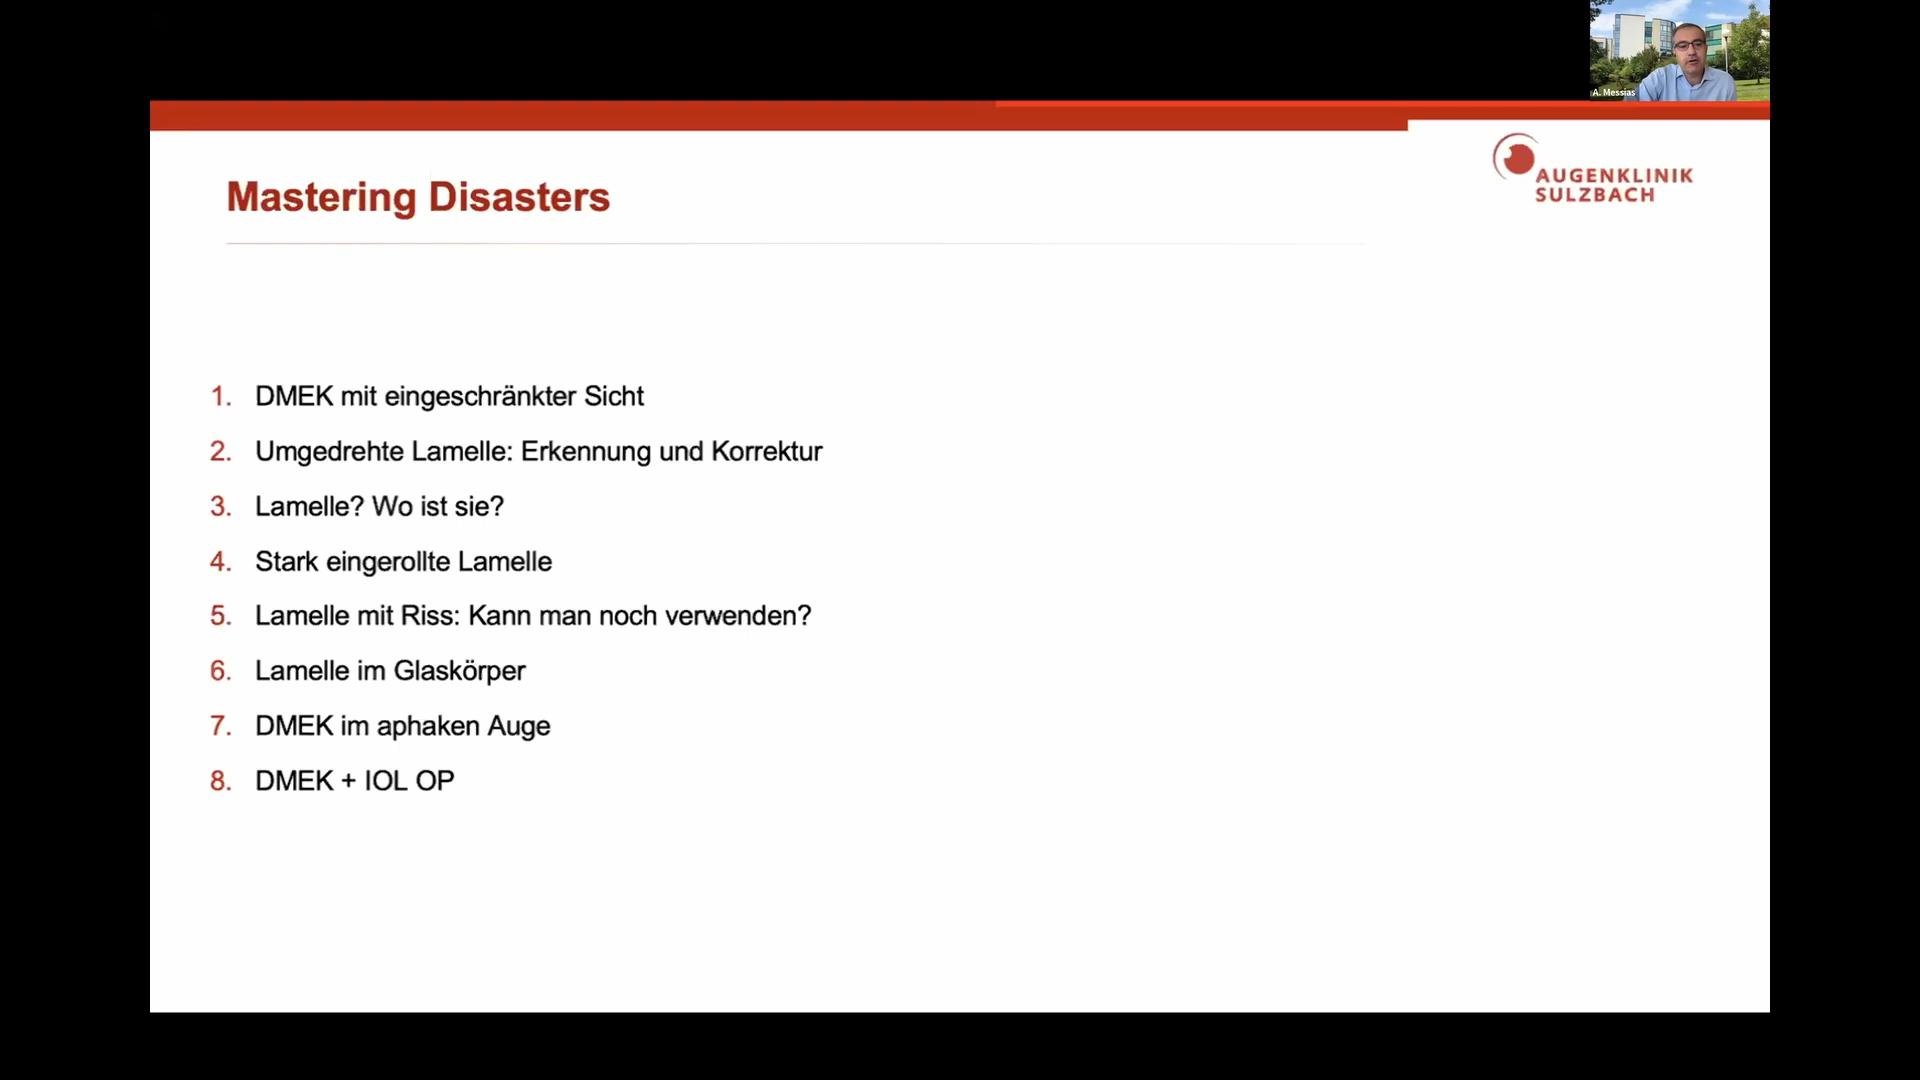 A. Messias
AUGENKLINIK
SULZBACH
Mastering Disasters
1. DMEK mit eingeschränkter Sicht
2. Umgedrehte Lamelle: Erkennung und Korrektur
3. Lamelle? Wo ist sie?
4. Stark eingerollte Lamelle
5. Lamelle mit Riss: Kann man noch verwenden?
6. Lamelle im Glaskörper
7. DMEK im aphaken Auge
8. DMEK + IOL OP